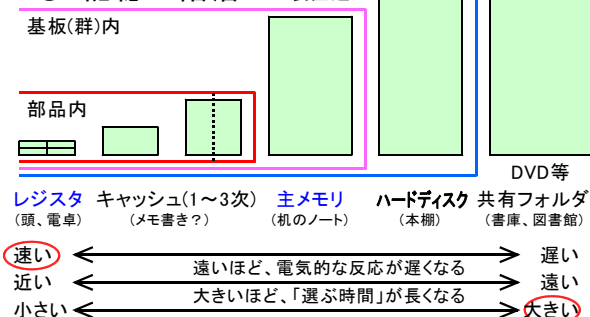 基板(群)内
部品内
DVD等
レジスタ キャッシュ(1～3次) 主メモリ ハードディスク 共有フォルダ
(頭、電卓) (メモ書き？) (机のノート) (本棚) (書庫、図書館)
速い 遅い
遠いほど、電気的な反応が遅くなる
近い 遠い
大きいほど、「選ぶ時間」が長くなる
小さい 大きい